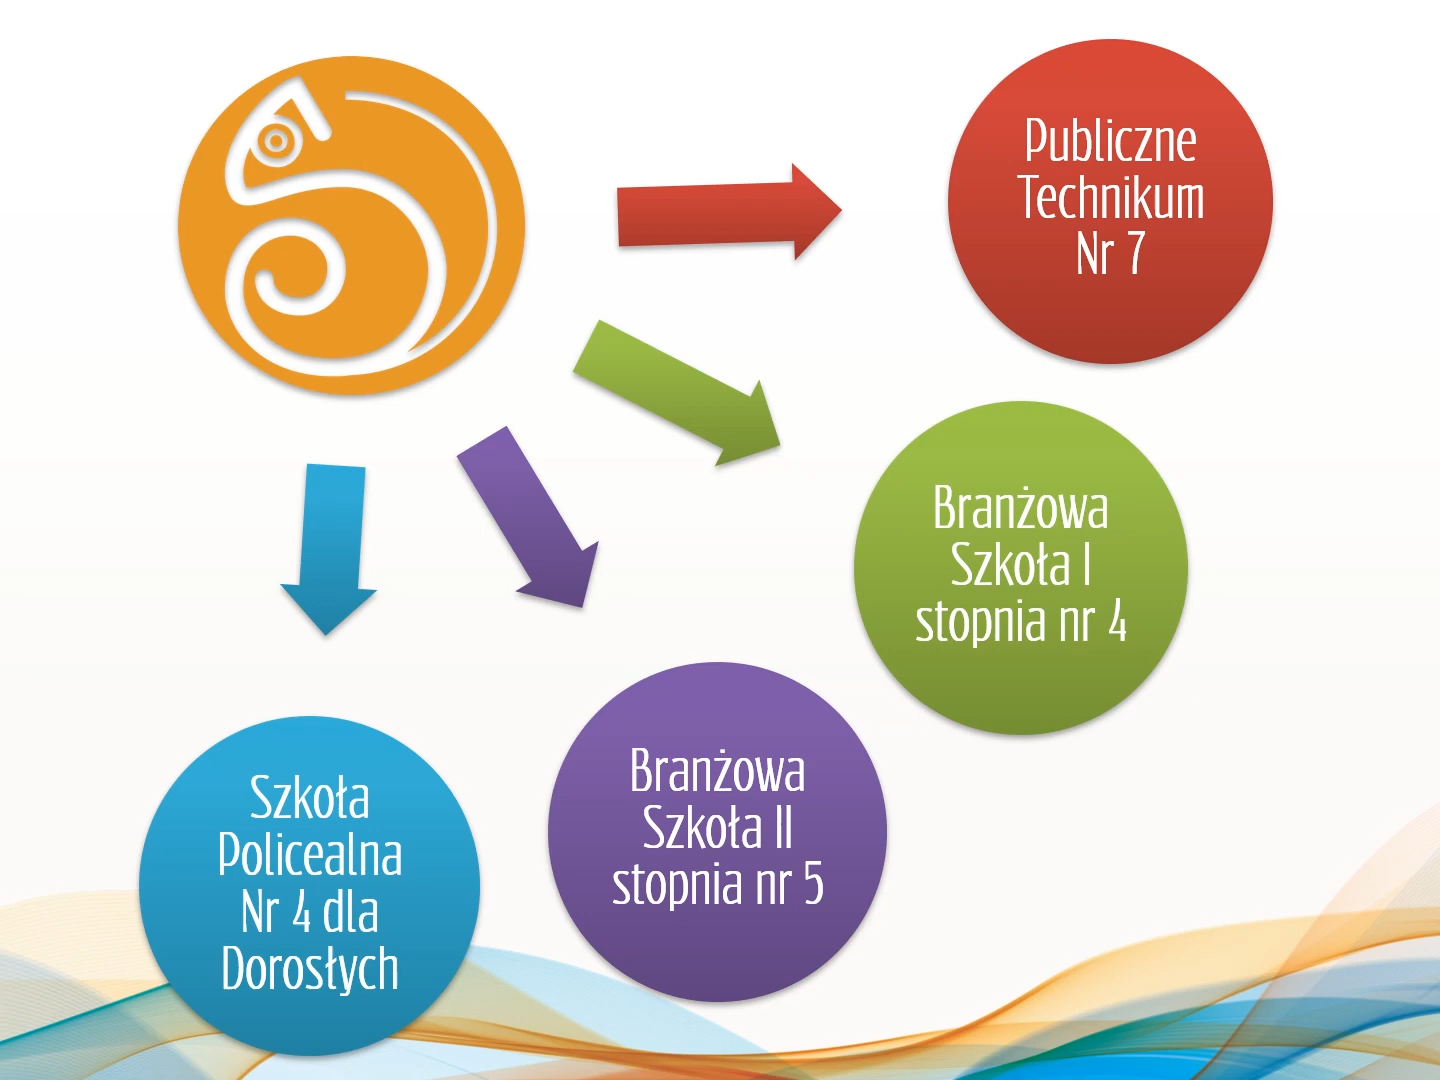 Publiczne
Technikum
Nr 7
Branżowa
Szkoła I
stopnia nr 4
Branżowa
Szkoła II
stopnia nr 5
Szkoła
Policealna
Nr 4 dla
Dorosłych